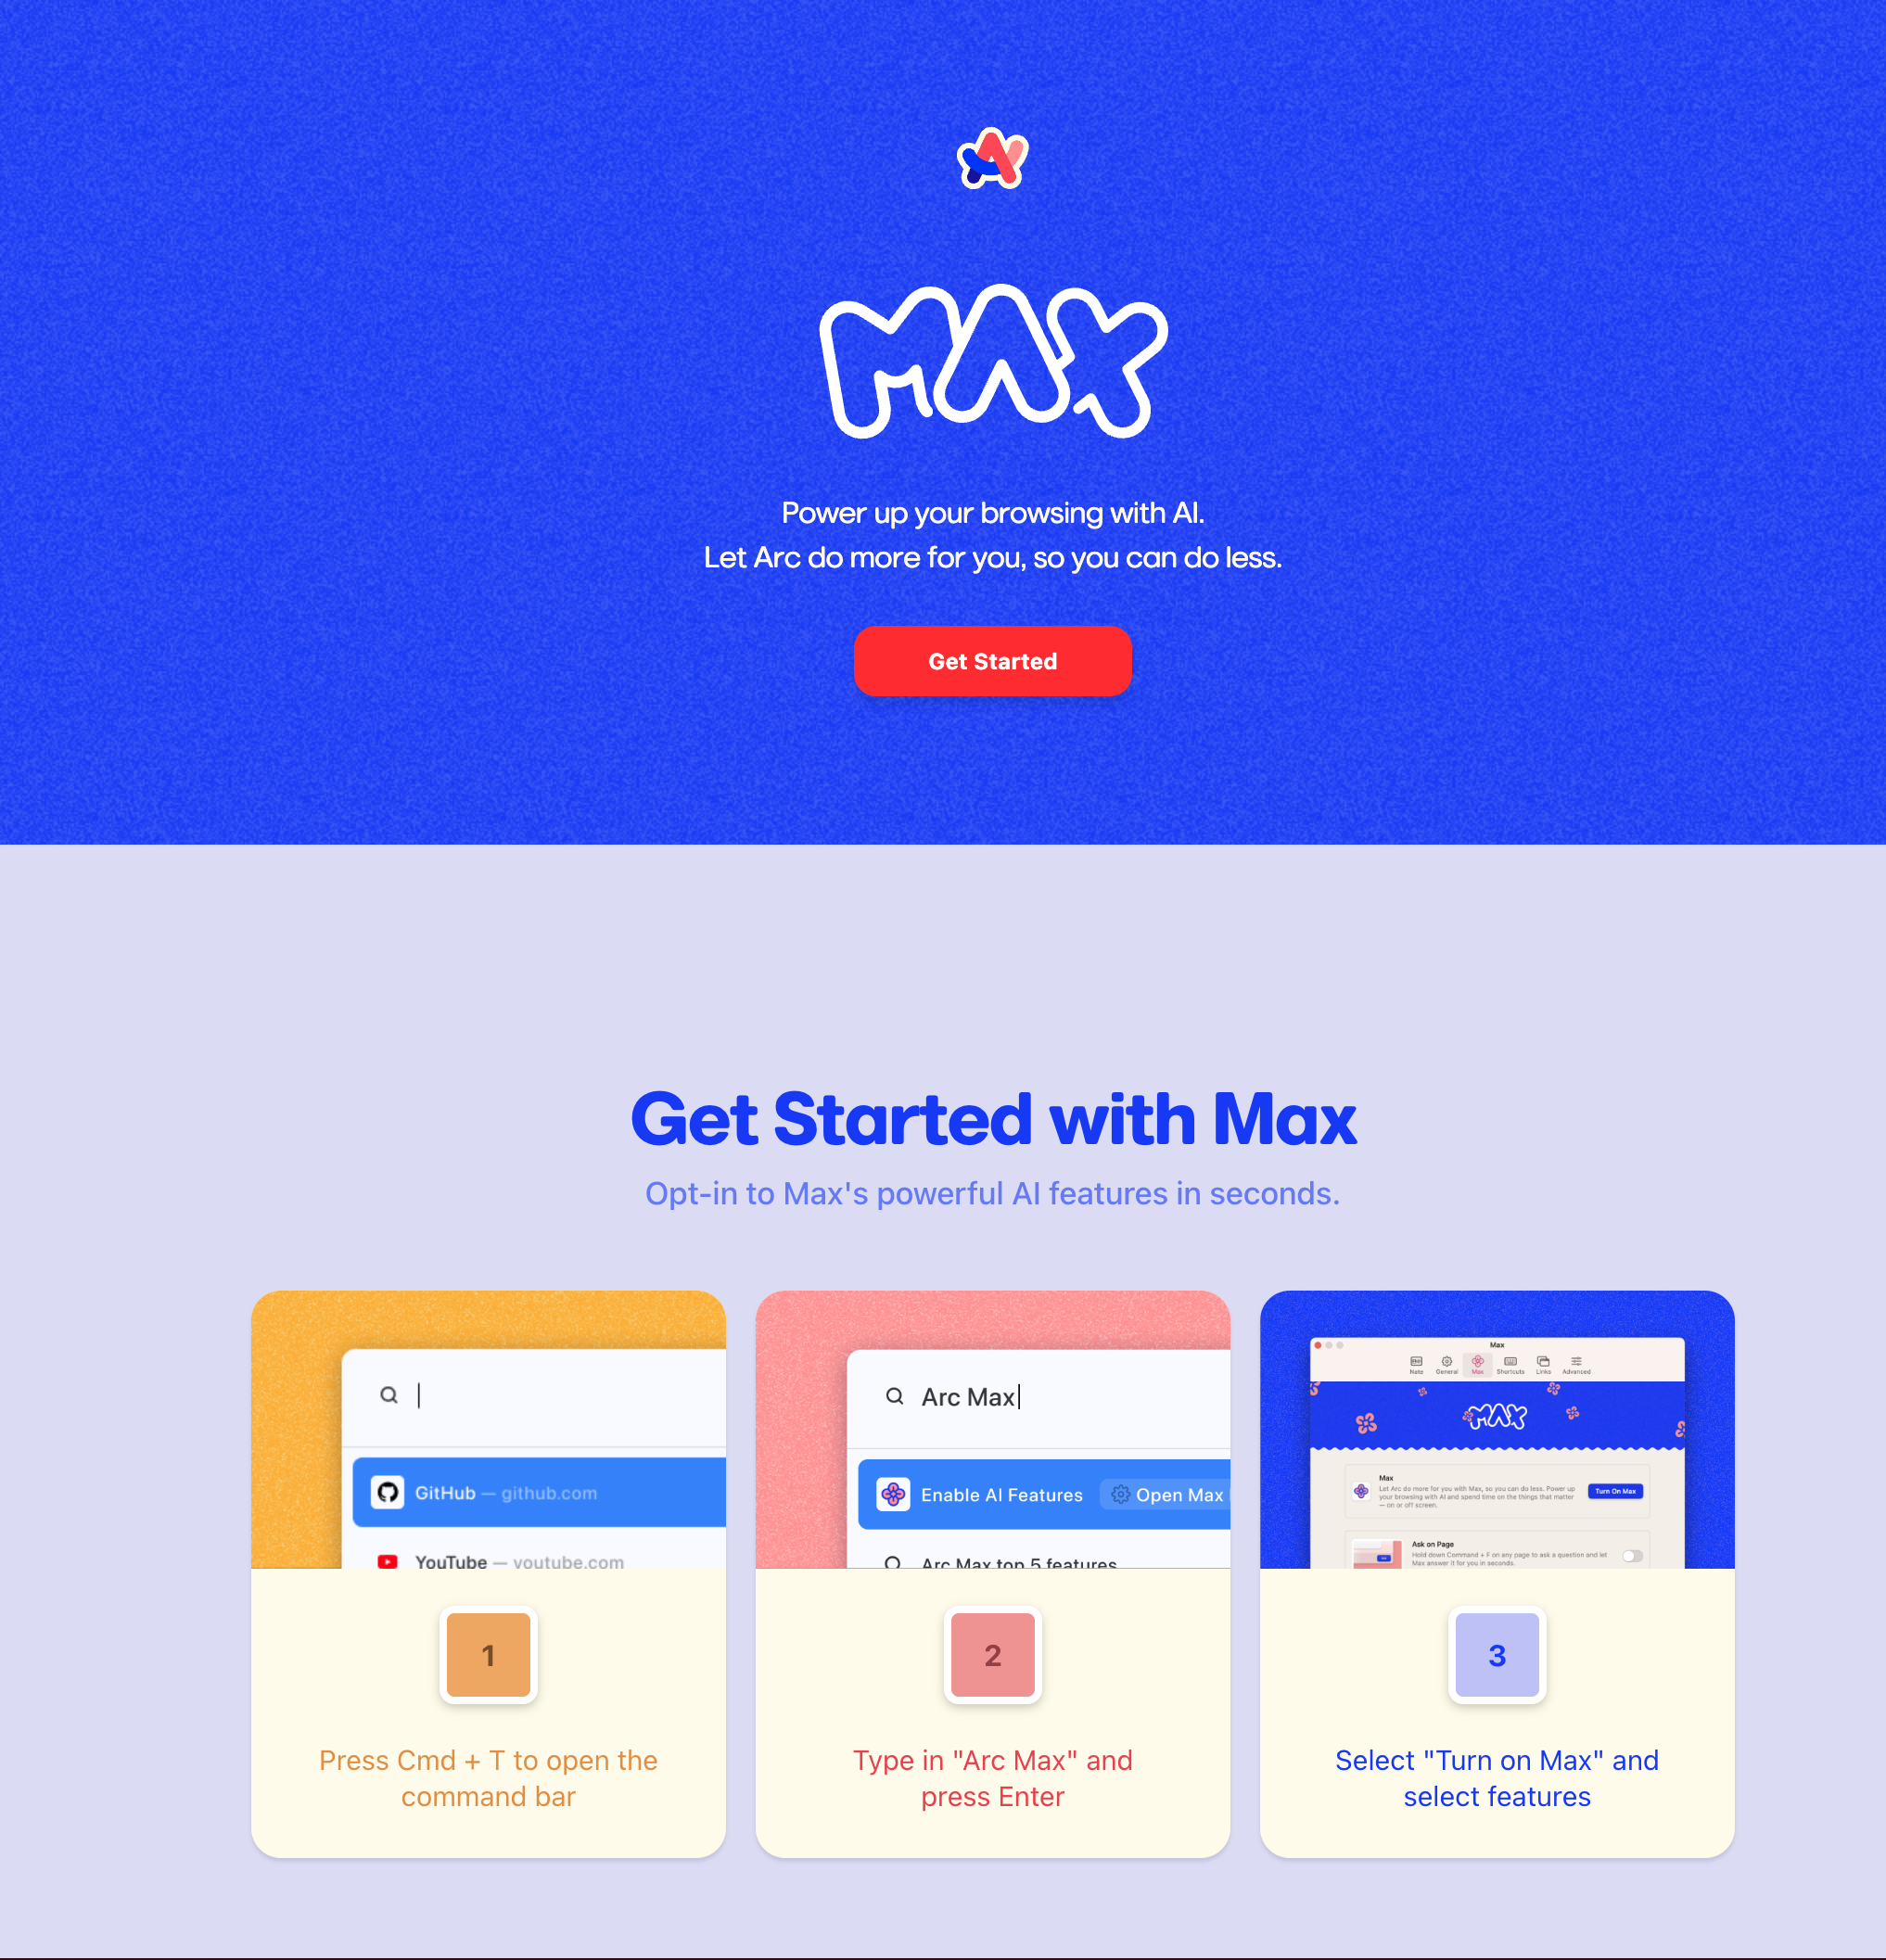 MAX
Power up your browsing with AI.
Let Arc do more for you, so you can do less.
Get Started
Get Started with Max
Opt-in to Max's powerful AI features in seconds.
GitHub — github.com
YouTube — youtube.com
1
Press Cmd + T to open the
command bar
Arc Max
Enable AI Features Open Max
Arc Max top 5 features
2
Type in "Arc Max" and
press Enter
Max
General Max Shortcuts Links Advanced
MAX
Max
Let Arc do more for you with Max, so you can do less. Power up
your browsing with AI and spend time on the things that matter
— on or off screen.
Turn On Max
Ask on Page
Hold down Command + F on any page to ask a question and let
Max answer it for you in seconds.
3
Select "Turn on Max" and
select features